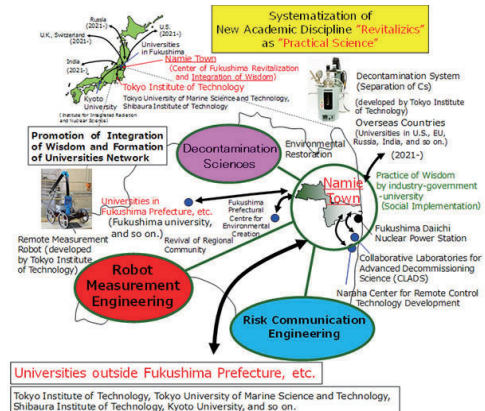 Systematization of
New Academic Discipline "Revitalizics"
as "Practical Science"
Russia
(2021-)
U.S.
(2021-)
U.K., Switzerland
(2021-)
Universities
in Fukushima
India
(2021-)
Namie Town
(Center of Fukushima Revitalization
and Integration of Wisdom)
Tokyo Institute of Technology
Kyoto
University
(Institute for Integrated Radiation
and Nuclear Science)
Tokyo University of Marine Science and Technology,
Shibaura Institute of Technology
Decontamination System
(Separation of Cs)
(developed by Tokyo Institute
of Technology)
Overseas Countries
(Universities in U.S., EU,
Russia, India, and so on.)
(2021-)
Promotion of Integration
of Wisdom and Formation
of Universities Network
Decontamination
Sciences
Environmental
Restoration
Practice of Wisdom
by industry-government
-university
(Social Implementation)
Namie
Town
Universities in
Fukushima Prefecture, etc.
(Fukushima university,
and so on.)
Fukushima
Prefectural
Centre for
Environmental
Creation
Fukushima Daiichi
Nuclear Power Station
Remote Measurement
Robot (developed
by Tokyo Institute
of Technology)
Revival of Regional
Community
Collaborative Laboratories for
Advanced Decommissioning
Science (CLADS)
Naraha Center for Remote Control
Technology Development
Robot
Measurement
Engineering
Risk Communication
Engineering
Universities outside Fukushima Prefecture, etc.
Tokyo Institute of Technology, Tokyo University of Marine Science and Technology,
Shibaura Institute of Technology, Kyoto University, and so on.